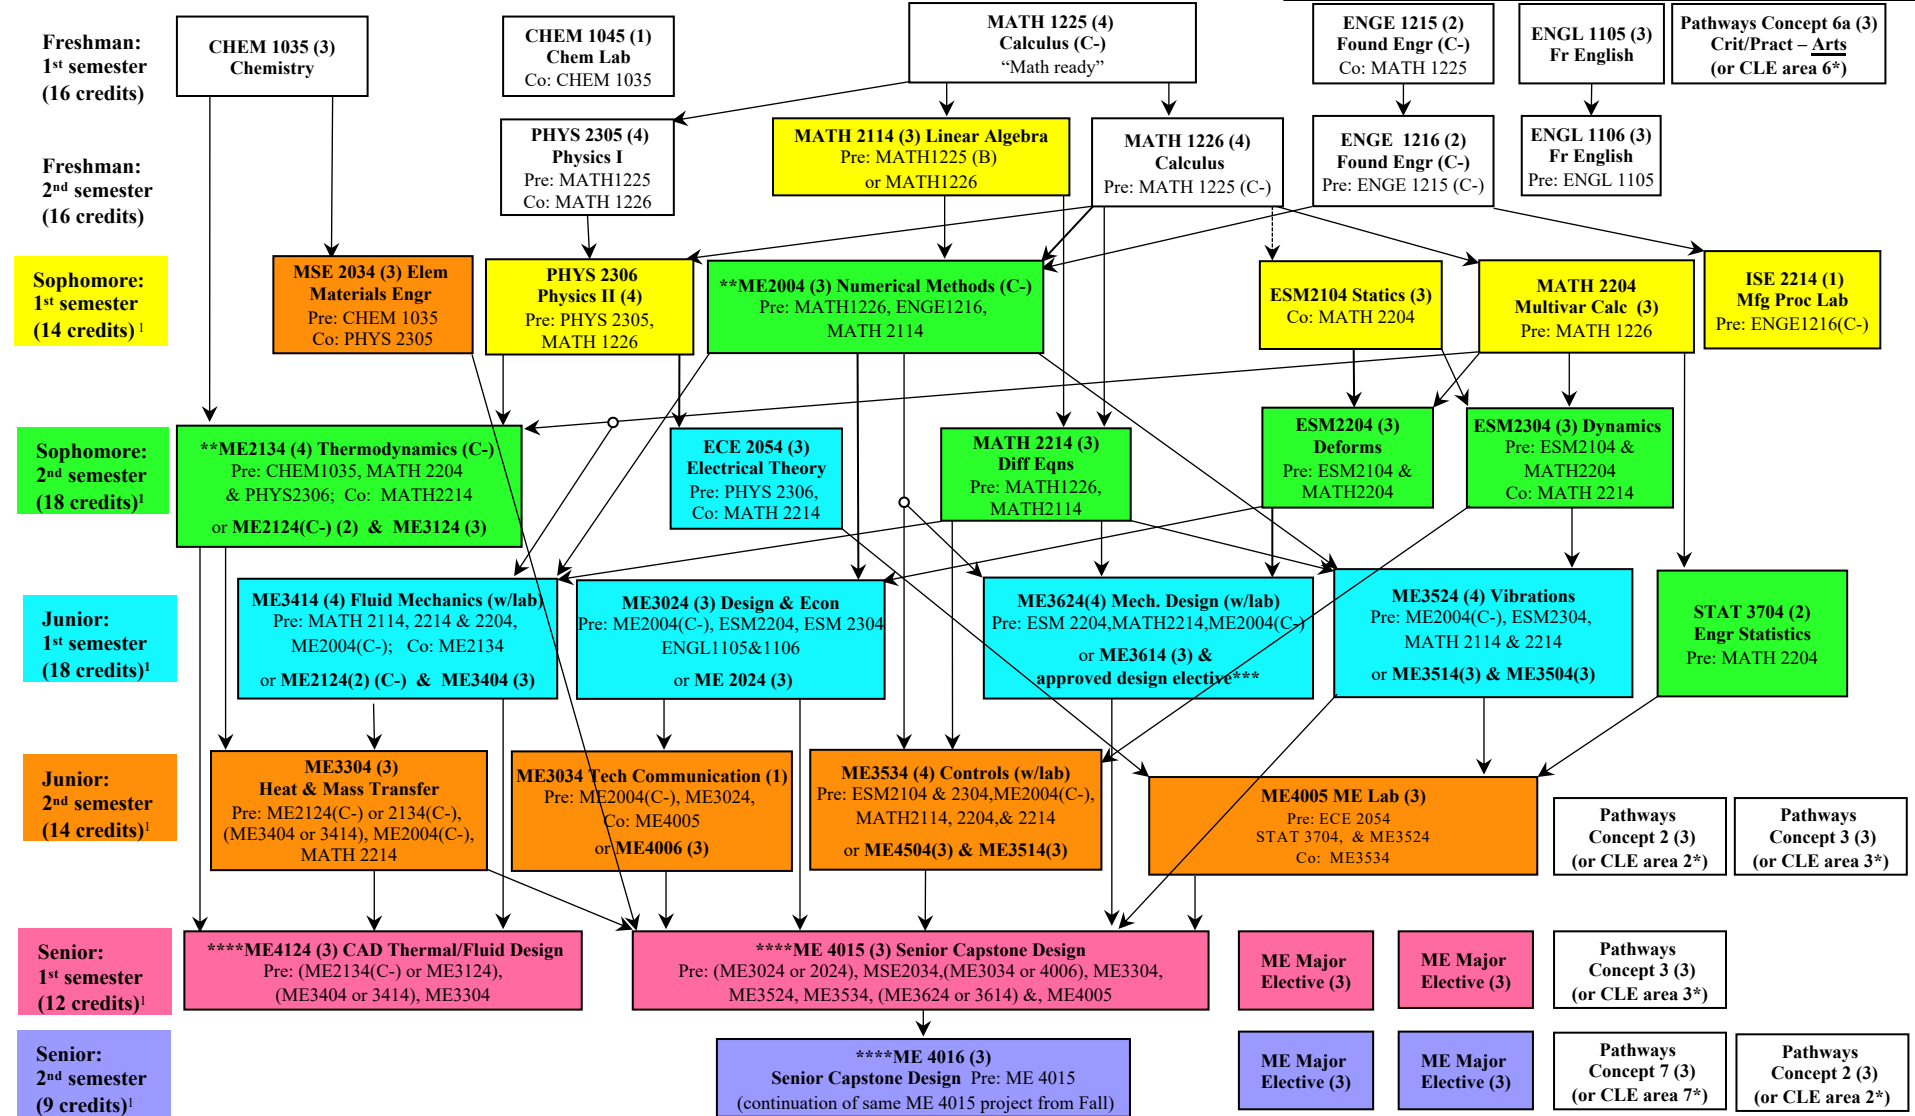 Freshman:
1st semester
(16 credits)
CHEM 1035 (3)
Chemistry
CHEM 1045 (1)
Chem Lab
Co: CHEM 1035
MATH 1225 (4)
Calculus (C-)
“Math ready”
ENGE 1215 (2)
Found Engr (C-)
Co: MATH 1225
ENGL 1105 (3)
Fr English
Pathways Concept 6a (3)
Crit/Pract – Arts
(or CLE area 6*)
Freshman:
2nd semester
(16 credits)
PHYS 2305 (4)
Physics I
Pre: MATH1225
Co: MATH 1226
MATH 2114 (3) Linear Algebra
Pre: MATH1225 (B)
or MATH1226
MATH 1226 (4)
Calculus
Pre: MATH 1225 (C-)
ENGE 1216 (2)
Found Engr (C-)
Pre: ENGE 1215 (C-)
ENGL 1106 (3)
Fr English
Pre: ENGL 1105
Sophomore:
1st semester
(14 credits) 1
MSE 2034 (3) Elem
Materials Engr
Pre: CHEM 1035
Co: PHYS 2305
PHYS 2306
Physics II (4)
Pre: PHYS 2305,
MATH 1226
**ME2004 (3) Numerical Methods (C-)
Pre: MATH1226, ENGE1216,
MATH 2114
ESM2104 Statics (3)
Co: MATH 2204
MATH 2204
Multivar Calc (3)
Pre: MATH 1226
ISE 2214 (1)
Mfg Proc Lab
Pre: ENGE1216(C-)
Sophomore:
2nd semester
(18 credits)1
**ME2134 (4) Thermodynamics (C-)
Pre: CHEM1035, MATH 2204
& PHYS2306; Co: MATH2214
or ME2124(C-) (2) & ME3124 (3)
ECE 2054 (3)
Electrical Theory
Pre: PHYS 2306,
Co: MATH 2214
MATH 2214 (3)
Diff Eqns
Pre: MATH1226,
MATH2114
ESM2204 (3)
Deforms
Pre: ESM2104 &
MATH2204
ESM2304 (3) Dynamics
Pre: ESM2104 &
MATH2204
Co: MATH 2214
Junior:
1st semester
(18 credits)1
ME3414 (4) Fluid Mechanics (w/lab)
Pre: MATH 2114, 2214 & 2204,
ME2004(C-); Co: ME2134
or ME2124(2) (C-) & ME3404 (3)
ME3024 (3) Design & Econ
Pre: ME2004(C-), ESM2204, ESM 2304
ENGL1105&1106
or ME 2024 (3)
ME3624(4) Mech. Design (w/lab)
Pre: ESM 2204,MATH2214,ME2004(C-)
or ME3614 (3) &
approved design elective***
ME3524 (4) Vibrations
Pre: ME2004(C-), ESM2304,
MATH 2114 & 2214
or ME3514(3) & ME3504(3)
STAT 3704 (2)
Engr Statistics
Pre: MATH 2204
Junior:
2nd semester
(14 credits)1
ME3304 (3)
Heat & Mass Transfer
Pre: ME2124(C-) or 2134(C-),
(ME3404 or 3414), ME2004(C-),
MATH 2214
ME3034 Tech Communication (1)
Pre: ME2004(C-), ME3024,
Co: ME4005
or ME4006 (3)
ME3534 (4) Controls (w/lab)
Pre: ESM2104 & 2304,ME2004(C-),
MATH2114, 2204,& 2214
or ME4504(3) & ME3514(3)
ME4005 ME Lab (3)
Pre: ECE 2054
STAT 3704, & ME3524
Co: ME3534
Pathways
Concept 2 (3)
(or CLE area 2*)
Pathways
Concept 3 (3)
(or CLE area 3*)
Senior:
1st semester
(12 credits)1
****ME4124 (3) CAD Thermal/Fluid Design
Pre: (ME2134(C-) or ME3124),
(ME3404 or 3414), ME3304
****ME 4015 (3) Senior Capstone Design
Pre: (ME3024 or 2024), MSE2034,(ME3034 or 4006), ME3304,
ME3524, ME3534, (ME3624 or 3614) &, ME4005
ME Major
Elective (3)
ME Major
Elective (3)
Pathways
Concept 3 (3)
(or CLE area 3*)
Senior:
2nd semester
(9 credits)1
****ME 4016 (3)
Senior Capstone Design Pre: ME 4015
(continuation of same ME 4015 project from Fall)
ME Major
Elective (3)
ME Major
Elective (3)
Pathways
Concept 7 (3)
(or CLE area 7*)
Pathways
Concept 2 (3)
(or CLE area 2*)